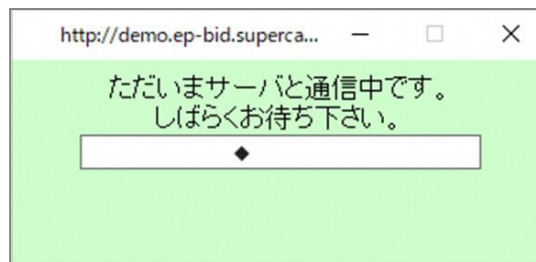 http://demo.ep-bid.superca...
ただいまサーバと通信中です。
しばらくお待ち下さい。
◆